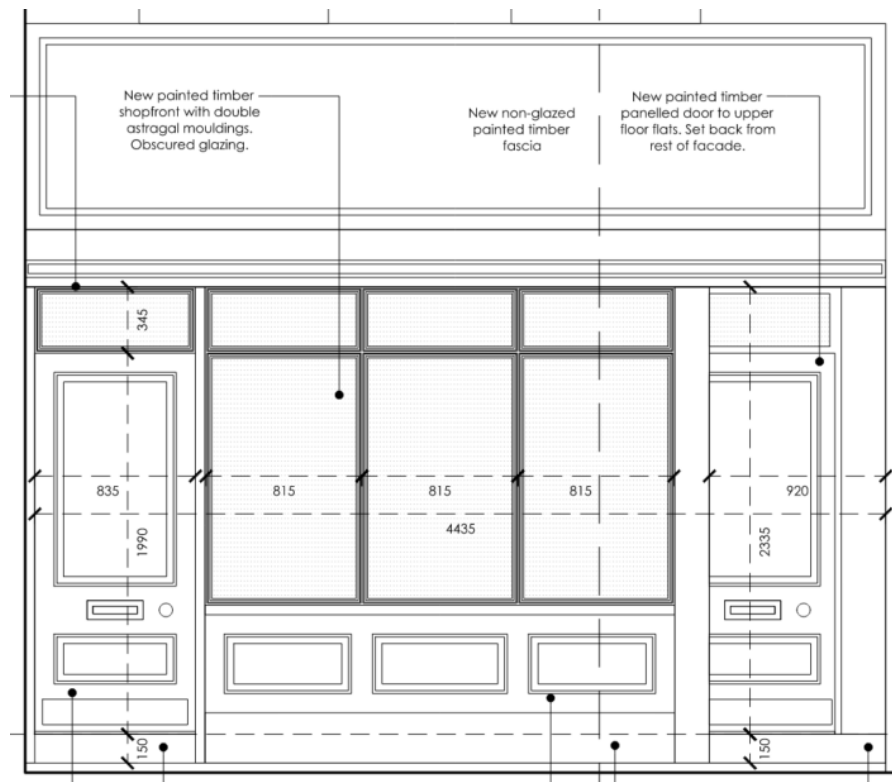 New painted timber
shopfront with double
astragal mouldings.
Obscured glazing.
New non-glazed
painted timber
fascia
New painted timber
panelled door to upper
floor flats. Set back from
rest of facade.
345
835
815
815
815
920
4435
1990
2335
150
150